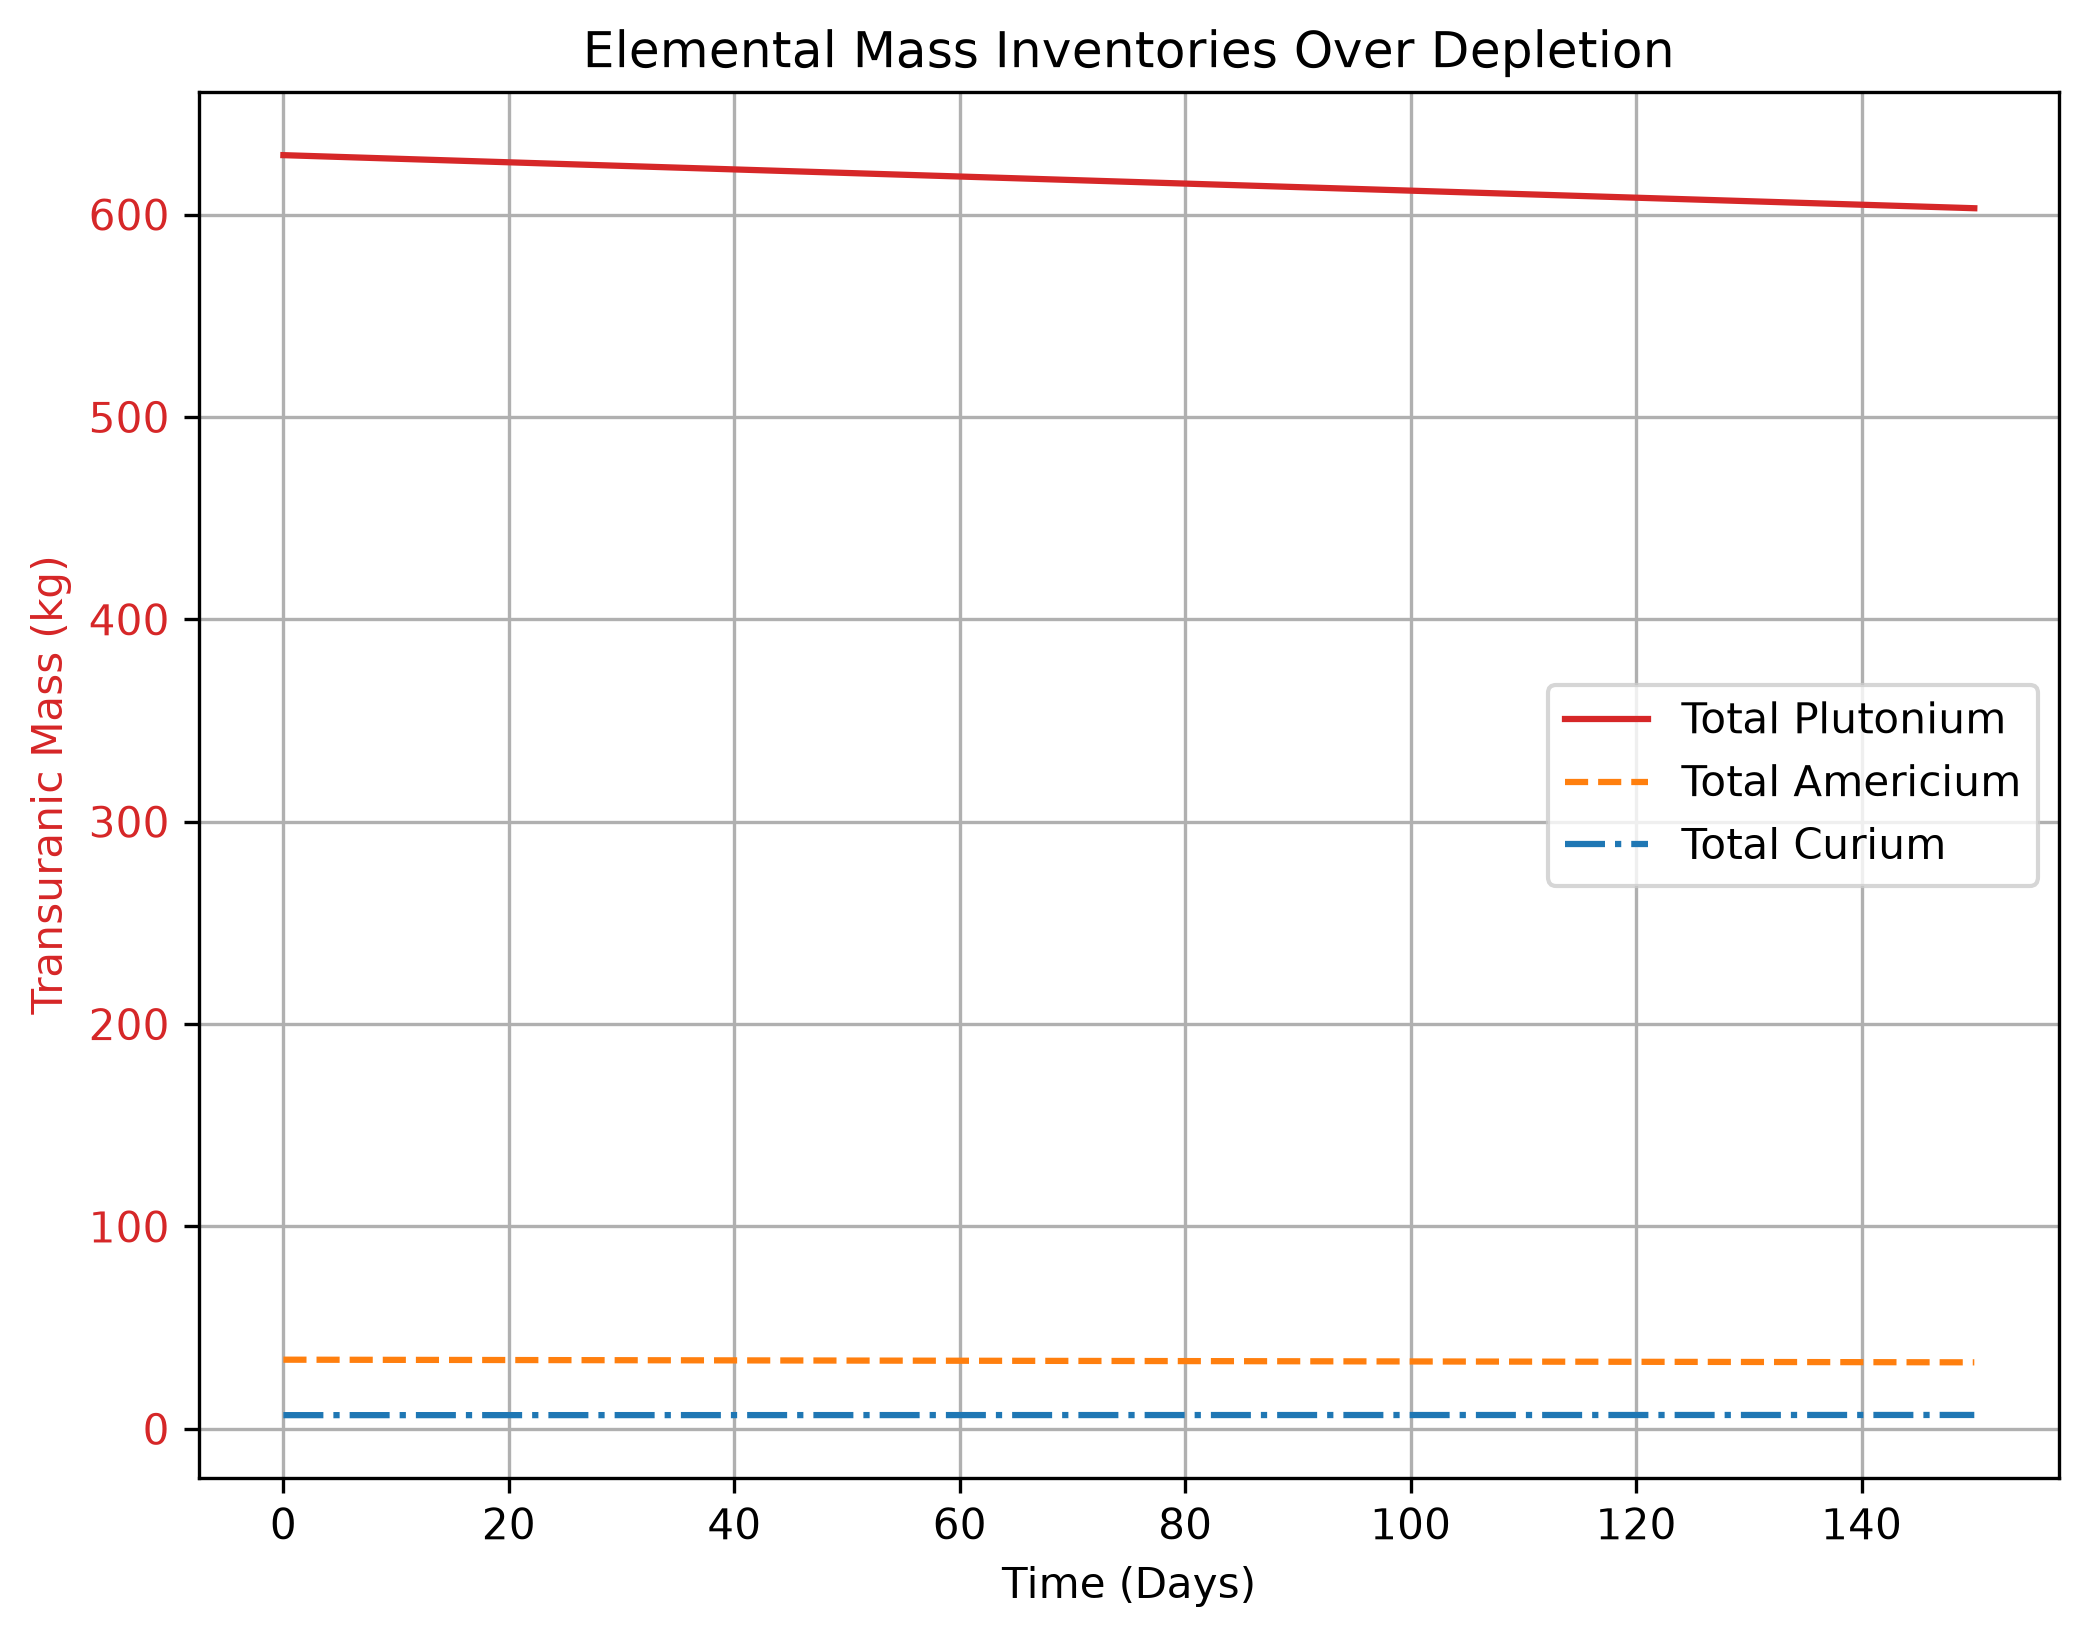 Elemental Mass Inventories Over Depletion
Transuranic Mass (kg)
600
500
400
300
200
100
0
Total Plutonium
Total Americium
Total Curium
0 20 40 60 80 100 120 140
Time (Days)